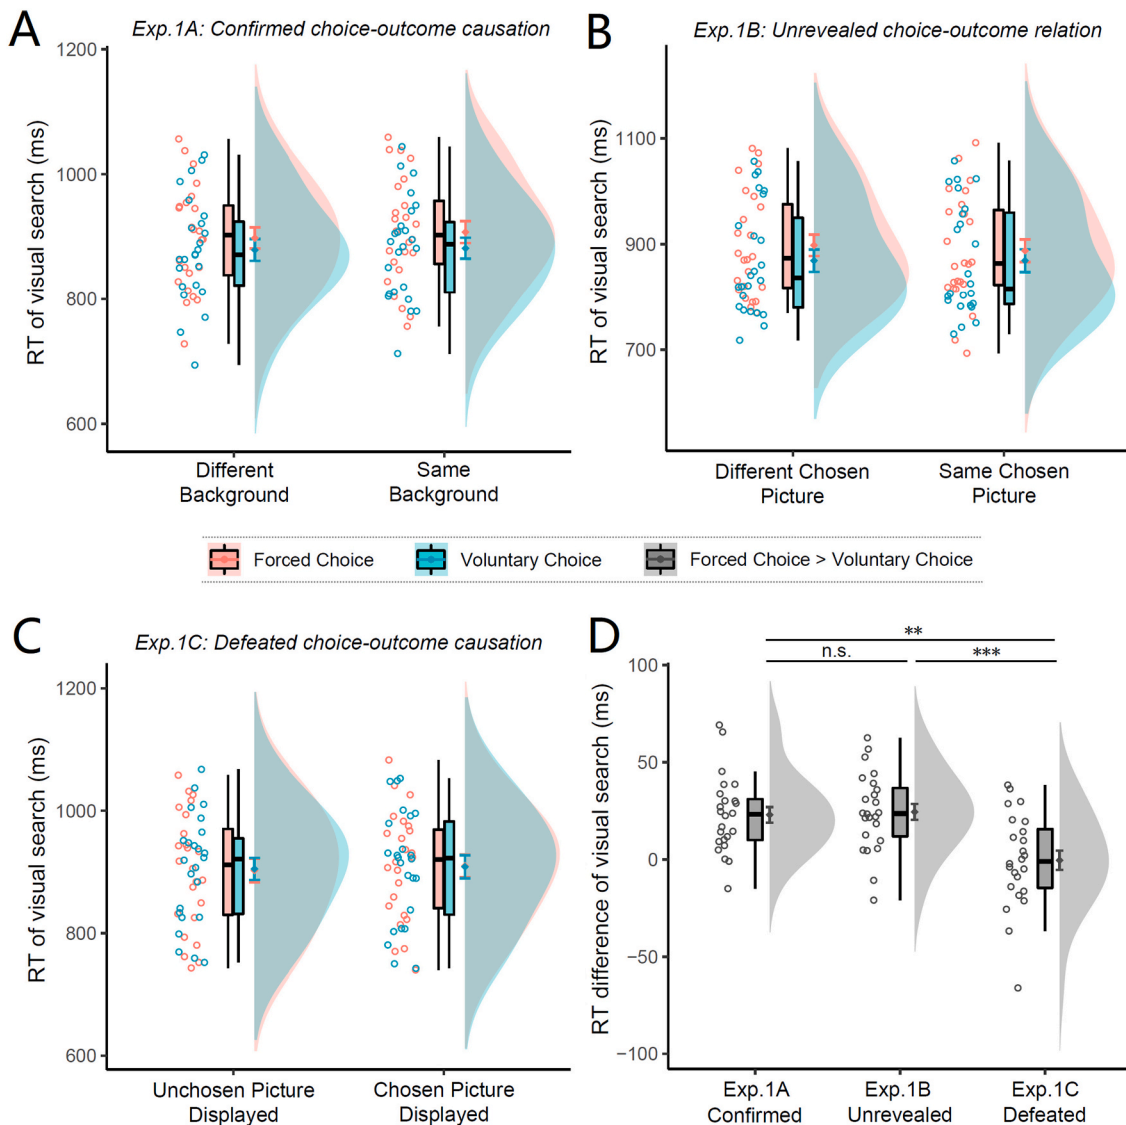 A
Exp.1A: Confirmed choice-outcome causation
RT of visual search (ms)
1200
1000
800
600
Different
Background
Same
Background
B
Exp.1B: Unrevealed choice-outcome relation
RT of visual search (ms)
1100
900
700
Different Chosen
Picture
Same Chosen
Picture
Forced Choice
Voluntary Choice
Forced Choice > Voluntary Choice
C
Exp.1C: Defeated choice-outcome causation
RT of visual search (ms)
1200
1000
800
600
Unchosen Picture
Displayed
Chosen Picture
Displayed
D
**
n.s.
***
RT difference of visual search (ms)
100
50
0
−50
−100
Exp.1A
Confirmed
Exp.1B
Unrevealed
Exp.1C
Defeated